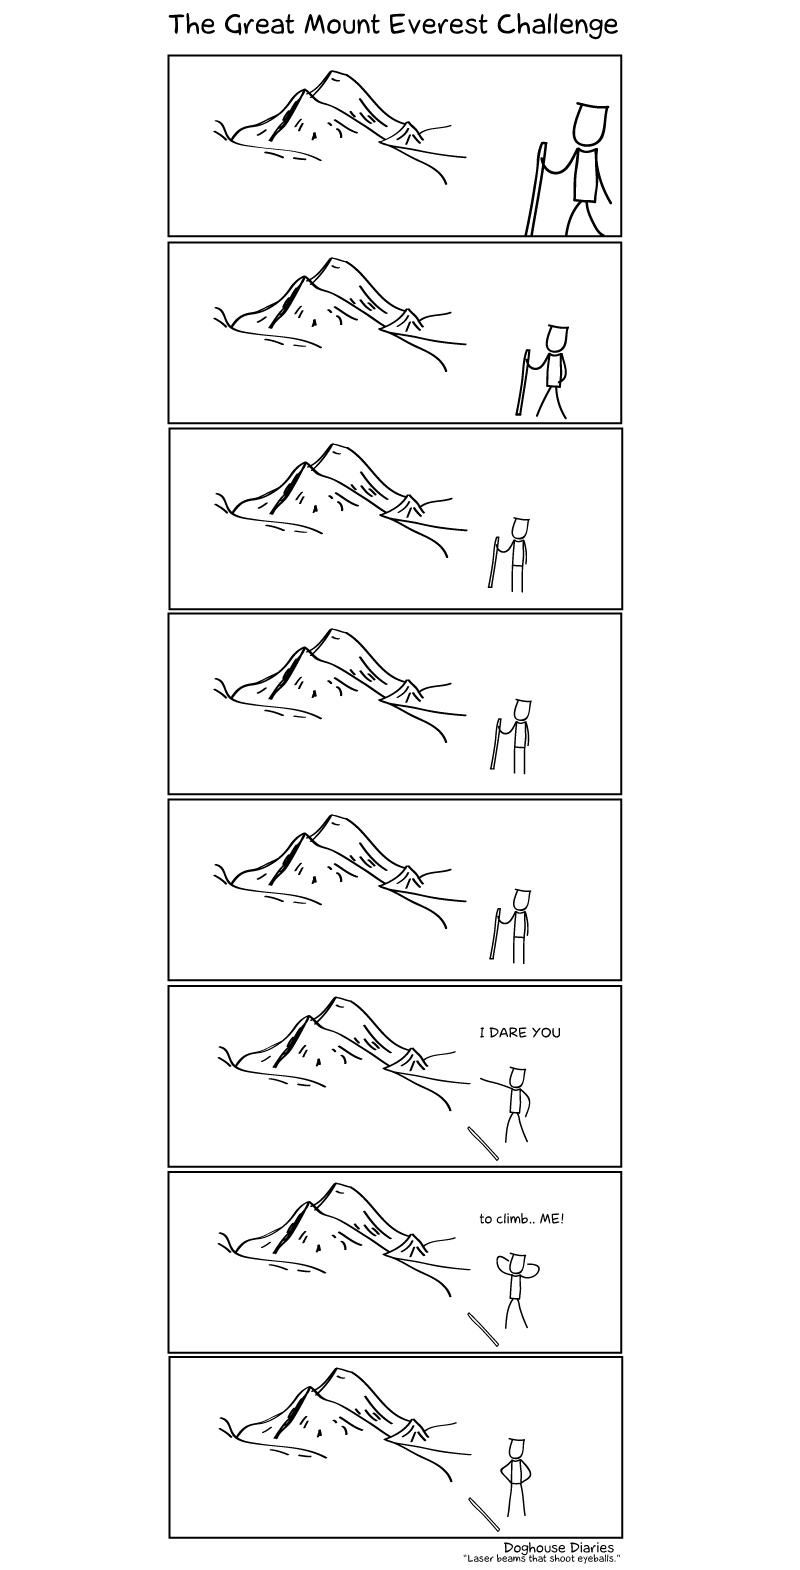 The Great Mount Everest Challenge
I DARE YOU
to climb.. ME!
Doghouse Diaries
"Laser beams that shoot eyeballs."